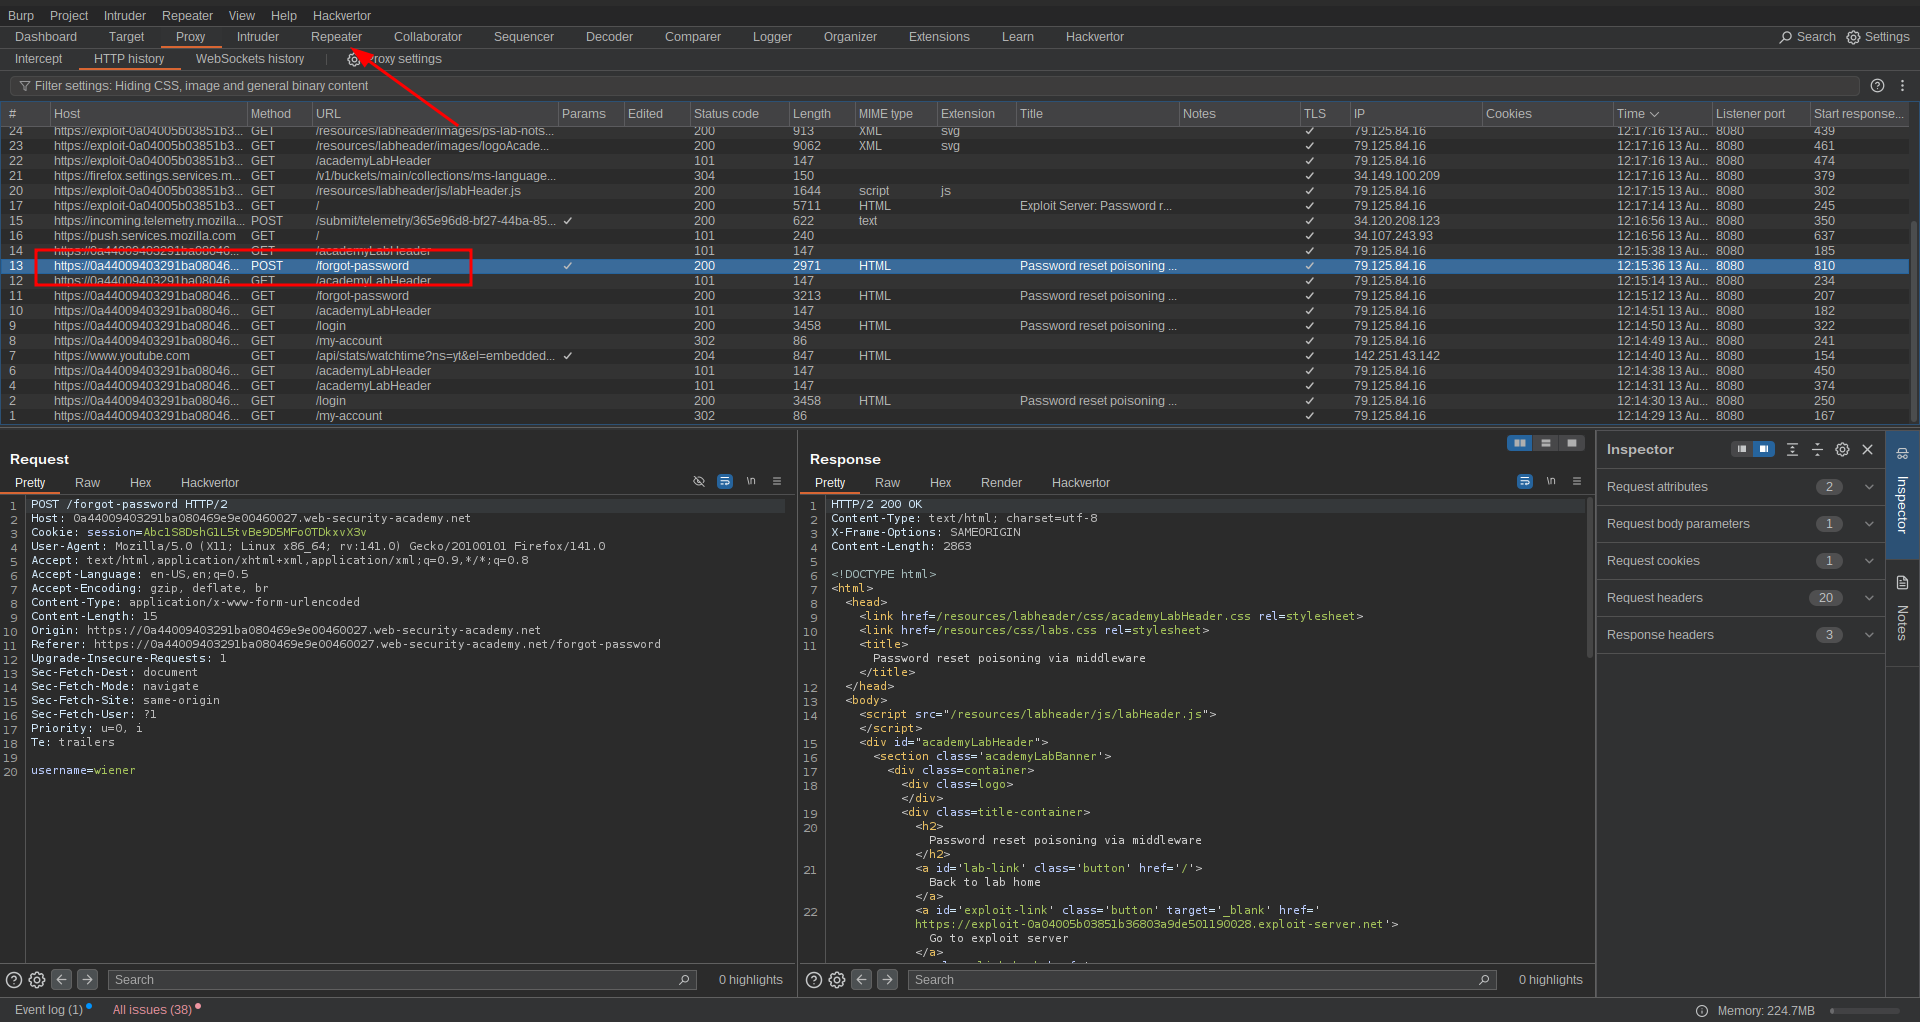 Burp Project Intruder Repeater View Help Hackvertor
Dashboard Target Proxy Intruder Repeater Collaborator Sequencer Decoder Comparer Logger Organizer Extensions Learn Hackvertor Search Settings
Intercept HTTP history WebSockets history Proxy settings
Filter settings: Hiding CSS, image and general binary content
# Host Method URL Params Edited Status code Length MIME type Extension Title Notes TLS IP Cookies Time Listener port Start response...
24 https://exploit-0a04005b03851b3... GET /resources/labheader/images/ps-lab-nots... 200 913 XML svg ✓ 79.125.84.16 12:17:16 13 Au... 8080 439
23 https://exploit-0a04005b03851b3... GET /resources/labheader/images/logoAcade... 200 9062 XML svg ✓ 79.125.84.16 12:17:16 13 Au... 8080 461
22 https://exploit-0a04005b03851b3... GET /academyLabHeader 101 147 ✓ 79.125.84.16 12:17:16 13 Au... 8080 474
21 https://firefox.settings.services.m... GET /v1/buckets/main/collections/ms-language... 304 150 ✓ 34.149.100.209 12:17:16 13 Au... 8080 379
20 https://exploit-0a04005b03851b3... GET /resources/labheader/js/labHeader.js 200 1644 script js ✓ 79.125.84.16 12:17:15 13 Au... 8080 302
17 https://exploit-0a04005b03851b3... GET / 200 5711 HTML Exploit Server: Password r... ✓ 79.125.84.16 12:17:14 13 Au... 8080 245
15 https://incoming.telemetry.mozilla... POST /submit/telemetry/365e96d8-bf27-44ba-85... ✓ 200 622 text ✓ 34.120.208.123 12:16:56 13 Au... 8080 350
16 https://push.services.mozilla.com GET / 101 240 ✓ 34.107.243.93 12:16:56 13 Au... 8080 637
14 https://0a44009403291ba08046... GET /academyLabHeader 101 147 ✓ 79.125.84.16 12:15:38 13 Au... 8080 185
13 https://0a44009403291ba08046... POST /forgot-password ✓ 200 2971 HTML Password reset poisoning ... ✓ 79.125.84.16 12:15:36 13 Au... 8080 810
12 https://0a44009403291ba08046... GET /academyLabHeader 101 147 ✓ 79.125.84.16 12:15:14 13 Au... 8080 234
11 https://0a44009403291ba08046... GET /forgot-password 200 3213 HTML Password reset poisoning ... ✓ 79.125.84.16 12:15:12 13 Au... 8080 207
10 https://0a44009403291ba08046... GET /academyLabHeader 101 147 ✓ 79.125.84.16 12:14:51 13 Au... 8080 182
9 https://0a44009403291ba08046... GET /login 200 3458 HTML Password reset poisoning ... ✓ 79.125.84.16 12:14:50 13 Au... 8080 322
8 https://0a44009403291ba08046... GET /my-account 302 86 ✓ 79.125.84.16 12:14:49 13 Au... 8080 241
7 https://www.youtube.com GET /api/stats/watchtime?ns=yt&el=embedded... ✓ 204 847 HTML ✓ 142.251.43.142 12:14:40 13 Au... 8080 154
6 https://0a44009403291ba08046... GET /academyLabHeader 101 147 ✓ 79.125.84.16 12:14:38 13 Au... 8080 450
4 https://0a44009403291ba08046... GET /academyLabHeader 101 147 ✓ 79.125.84.16 12:14:31 13 Au... 8080 374
2 https://0a44009403291ba08046... GET /login 200 3458 HTML Password reset poisoning ... ✓ 79.125.84.16 12:14:30 13 Au... 8080 250
1 https://0a44009403291ba08046... GET /my-account 302 86 ✓ 79.125.84.16 12:14:29 13 Au... 8080 167
Request
Pretty Raw Hex Hackvertor \n
1 POST /forgot-password HTTP/2
2 Host: 0a44009403291ba080469e9e00460027.web-security-academy.net
3 Cookie: session=Abc1S8DshG1L5tvBe9D5MFoOTDkxvX3v
4 User-Agent: Mozilla/5.0 (X11; Linux x86_64; rv:141.0) Gecko/20100101 Firefox/141.0
5 Accept: text/html,application/xhtml+xml,application/xml;q=0.9,*/*;q=0.8
6 Accept-Language: en-US,en;q=0.5
7 Accept-Encoding: gzip, deflate, br
8 Content-Type: application/x-www-form-urlencoded
9 Content-Length: 15
10 Origin: https://0a44009403291ba080469e9e00460027.web-security-academy.net
11 Referer: https://0a44009403291ba080469e9e00460027.web-security-academy.net/forgot-password
12 Upgrade-Insecure-Requests: 1
13 Sec-Fetch-Dest: document
14 Sec-Fetch-Mode: navigate
15 Sec-Fetch-Site: same-origin
16 Sec-Fetch-User: ?1
17 Priority: u=0, i
18 Te: trailers
19
20 username=wiener
Search 0 highlights
Response
Pretty Raw Hex Render Hackvertor \n
1 HTTP/2 200 OK
2 Content-Type: text/html; charset=utf-8
3 X-Frame-Options: SAMEORIGIN
4 Content-Length: 2863
5
6 <!DOCTYPE html>
7 <html>
8 <head>
9 <link href=/resources/labheader/css/academyLabHeader.css rel=stylesheet>
10 <link href=/resources/css/labs.css rel=stylesheet>
11 <title>
Password reset poisoning via middleware
</title>
12 </head>
13 <body>
14 <script src="/resources/labheader/js/labHeader.js">
</script>
15 <div id="academyLabHeader">
16 <section class='academyLabBanner'>
17 <div class=container>
18 <div class=logo>
</div>
19 <div class=title-container>
20 <h2>
Password reset poisoning via middleware
</h2>
21 <a id='lab-link' class='button' href='/'>
Back to lab home
</a>
22 <a id='exploit-link' class='button' target='_blank' href='
https://exploit-0a04005b03851b36803a9de501190028.exploit-server.net'>
Go to exploit server
</a>
Search 0 highlights
Inspector
Request attributes 2
Request body parameters 1
Request cookies 1
Request headers 20
Response headers 3
Inspector
Notes
Event log (1) All issues (38) Memory: 224.7MB